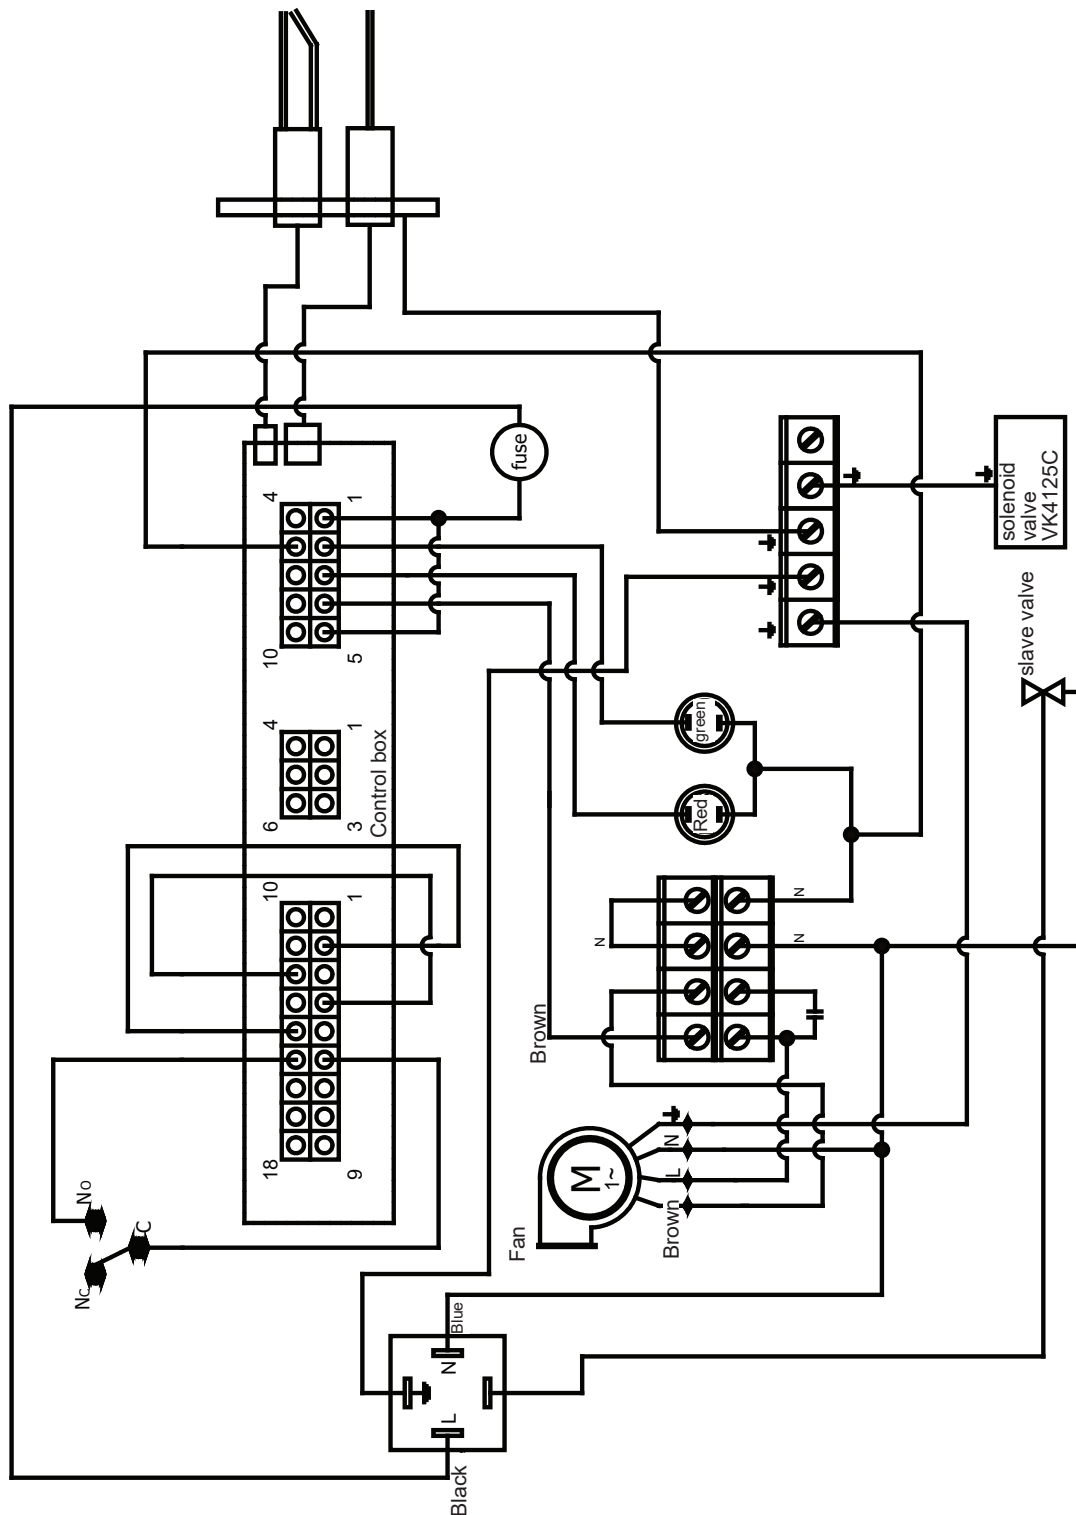 fuse
4
1
10
5
solenoid
valve
VK4125C
slave valve
4
1
6
3
Control box
green
Red
10
1
N
N
N
18
9
Brown
No
C
Nc
M
1~
Fan
N
L
Brown
Blue
N
L
Black